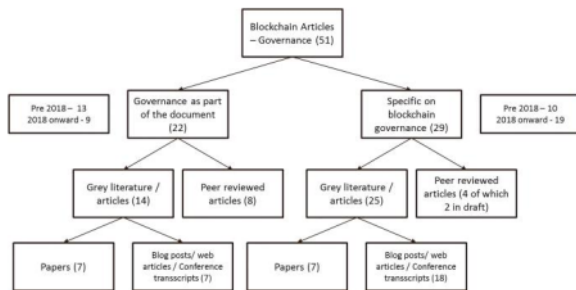 Blockchain Articles
– Governance (51)
Pre 2018 – 13
2018 onward - 9
Governance as part
of the document
(22)
Specific on
blockchain
governance (29)
Pre 2018 – 10
2018 onward - 19
Grey literature /
articles (14)
Peer reviewed
articles (8)
Grey literature /
articles (25)
Peer reviewed
articles (4 of which
2 in draft)
Papers (7)
Blog posts/ web
articles / Conference
transscripts (7)
Papers (7)
Blog posts/ web
articles / Conference
transscripts (18)